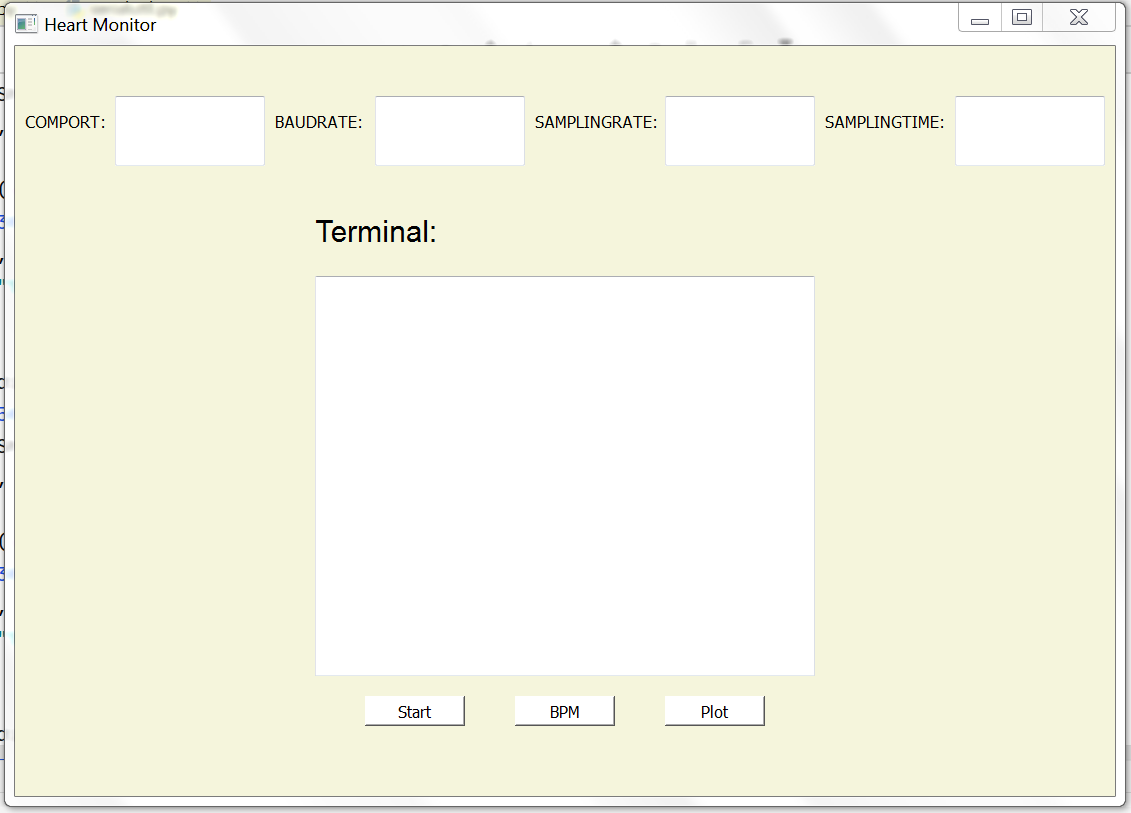 Heart Monitor
COMPORT: BAUDRATE: SAMPLINGRATE: SAMPLINGTIME:
Terminal:
Start BPM Plot